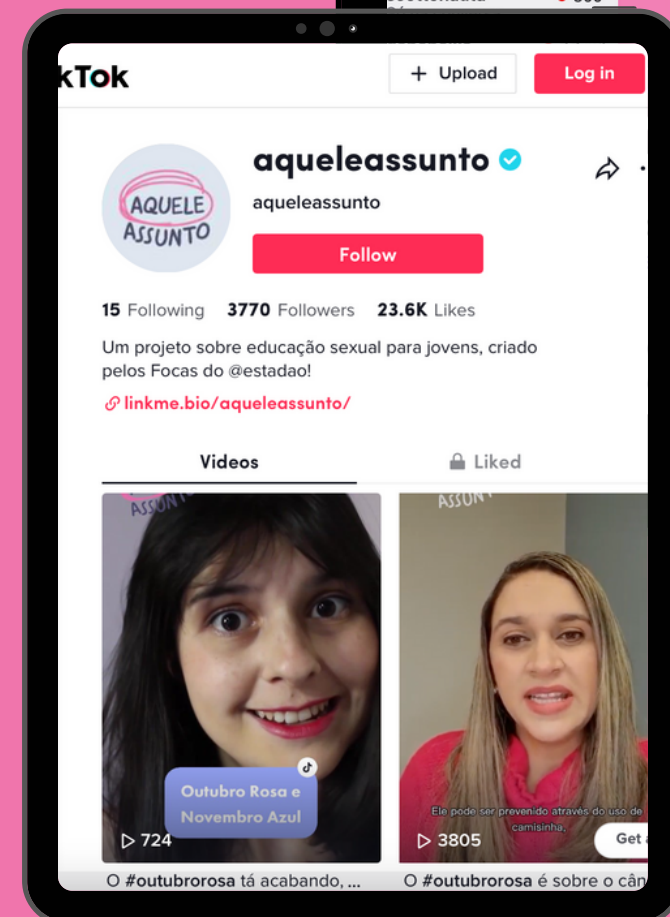 kTok
+ Upload
Log in
aqueleassunto
AQUELE
ASSUNTO
aqueleassunto
Follow
15 Following 3770 Followers 23.6K Likes
Um projeto sobre educação sexual para jovens, criado
pelos Focas do @estadao!
linkme.bio/aqueleassunto/
Videos
Liked
ASSUNTO
Outubro Rosa e
Novembro Azul
724
O #outubrorosa tá acabando, ...
ASSUNT
Ele pode ser prevenido através do uso de
camisinha,
3805
Get
O #outubrorosa é sobre o cân